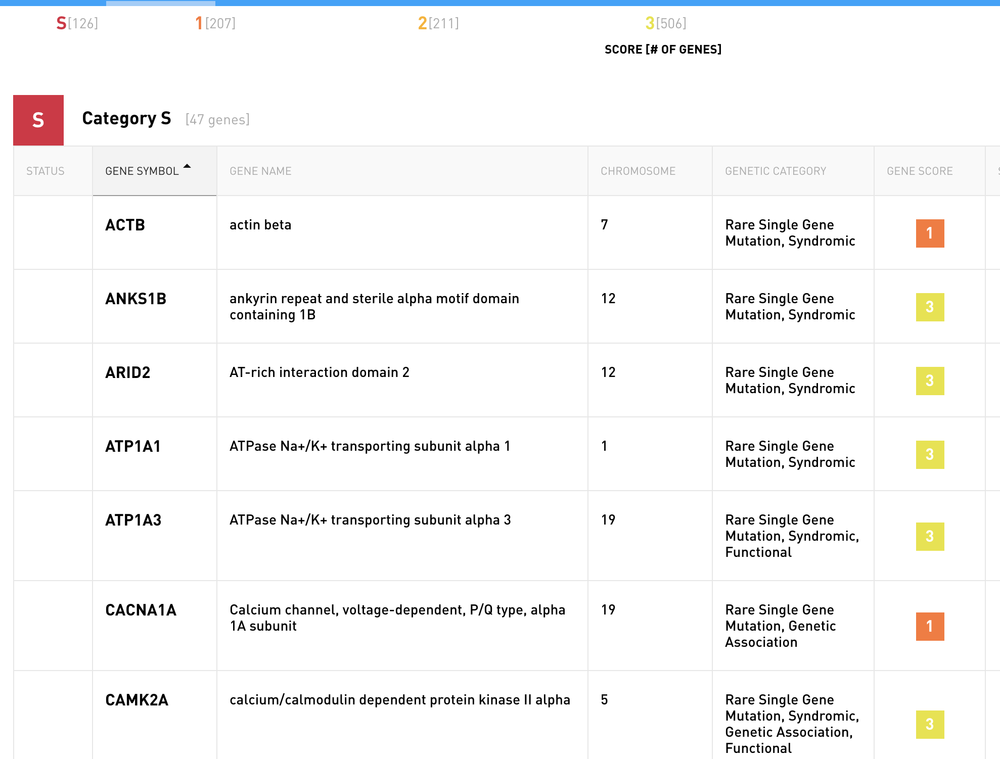 S[126] 1[207] 2[211] 3[506]
SCORE [# OF GENES]
S Category S [47 genes]
STATUS GENE SYMBOL GENE NAME CHROMOSOME GENETIC CATEGORY GENE SCORE
ACTB actin beta 7 Rare Single Gene
Mutation, Syndromic 1
ANKS1B ankyrin repeat and sterile alpha motif domain 12 Rare Single Gene
containing 1B Mutation, Syndromic 3
ARID2 AT-rich interaction domain 2 12 Rare Single Gene
Mutation, Syndromic 3
ATP1A1 ATPase Na+/K+ transporting subunit alpha 1 1 Rare Single Gene
Mutation, Syndromic 3
ATP1A3 ATPase Na+/K+ transporting subunit alpha 3 19 Rare Single Gene
Mutation, Syndromic, 3
Functional
CACNA1A Calcium channel, voltage-dependent, P/Q type, alpha 19 Rare Single Gene
1A subunit Mutation, Genetic 1
Association
CAMK2A calcium/calmodulin dependent protein kinase II alpha 5 Rare Single Gene
Mutation, Syndromic, 3
Genetic Association,
Functional